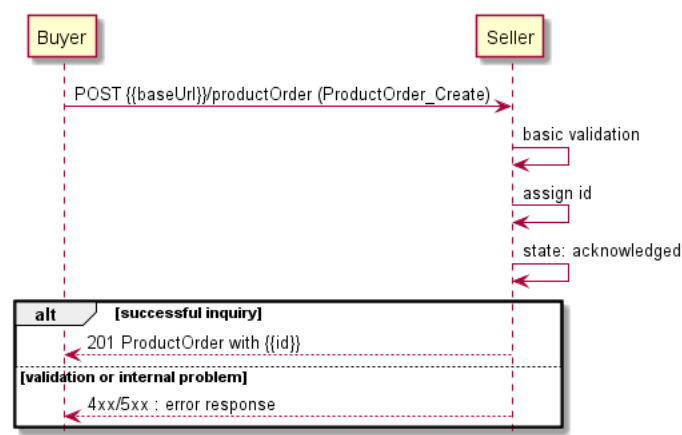 Buyer
Seller
POST {{baseUrl}}/productOrder (ProductOrder_Create)
basic validation
assign id
state: acknowledged
alt [successful inquiry]
201 ProductOrder with {{id}}
[validation or internal problem]
4xx/5xx : error response